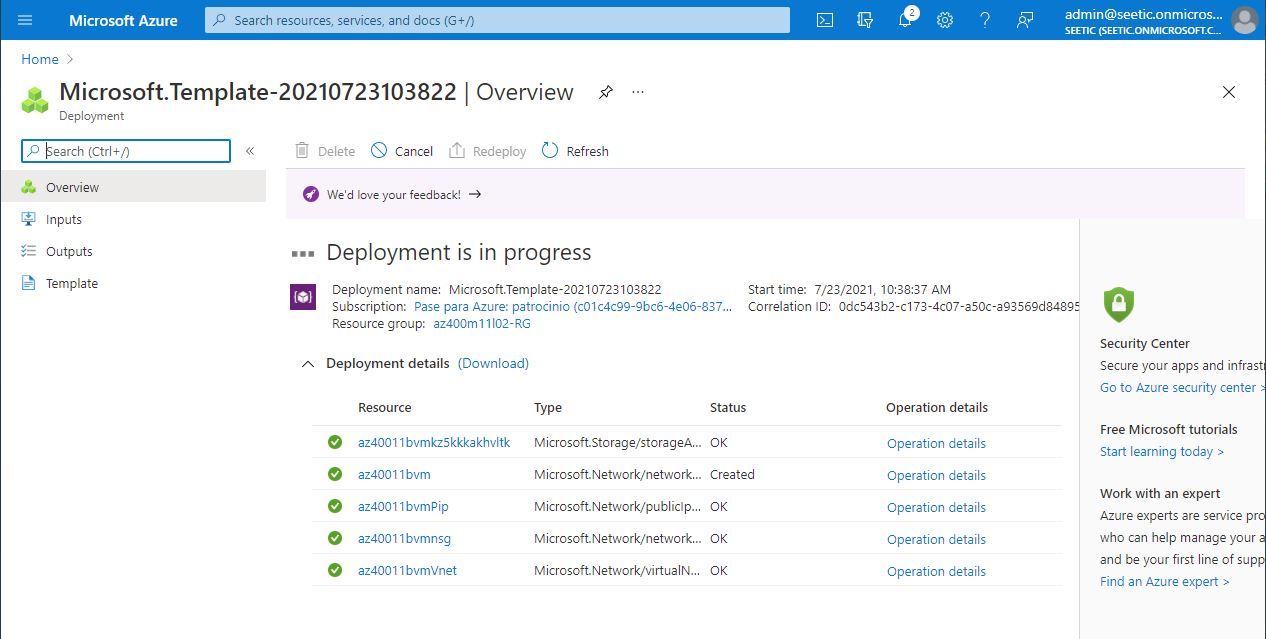 Microsoft Azure
Search resources, services, and docs (G+/)
2
admin@seetic.onmicros...
SEETIC (SEETIC.ONMICROSOFT.C...
Home
Microsoft.Template-20210723103822 | Overview
Deployment
Search (Ctrl+/)
Delete
Cancel
Redeploy
Refresh
Overview
Inputs
Outputs
Template
We'd love your feedback!
Deployment is in progress
Deployment name: Microsoft.Template-20210723103822
Subscription: Pase para Azure: patrocinio (c01c4c99-9bc6-4e06-837...
Resource group: az400m11l02-RG
Start time: 7/23/2021, 10:38:37 AM
Correlation ID: 0dc543b2-c173-4c07-a50c-a93569d84895
Deployment details (Download)
Resource Type Status Operation details
az40011bvmkz5kkkakhvltk Microsoft.Storage/storageA... OK Operation details
az40011bvm Microsoft.Network/network... Created Operation details
az40011bvmPip Microsoft.Network/publicIp... OK Operation details
az40011bvmnsg Microsoft.Network/network... OK Operation details
az40011bvmVnet Microsoft.Network/virtualN... OK Operation details
Security Center
Secure your apps and infrast
Go to Azure security center >
Free Microsoft tutorials
Start learning today >
Work with an expert
Azure experts are service pro
who can help manage your a
and be your first line of supp
Find an Azure expert >